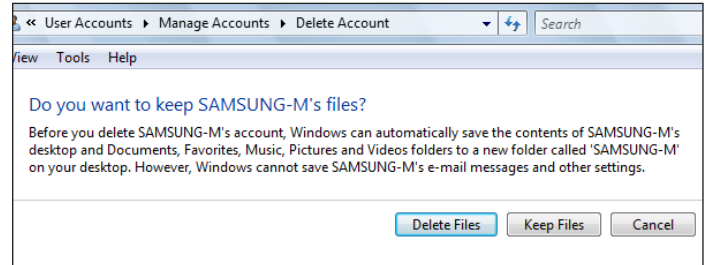 « User Accounts ▸ Manage Accounts ▸ Delete Account Search
View Tools Help
Do you want to keep SAMSUNG-M's files?
Before you delete SAMSUNG-M's account, Windows can automatically save the contents of SAMSUNG-M's
desktop and Documents, Favorites, Music, Pictures and Videos folders to a new folder called 'SAMSUNG-M'
on your desktop. However, Windows cannot save SAMSUNG-M's e-mail messages and other settings.
Delete Files Keep Files Cancel